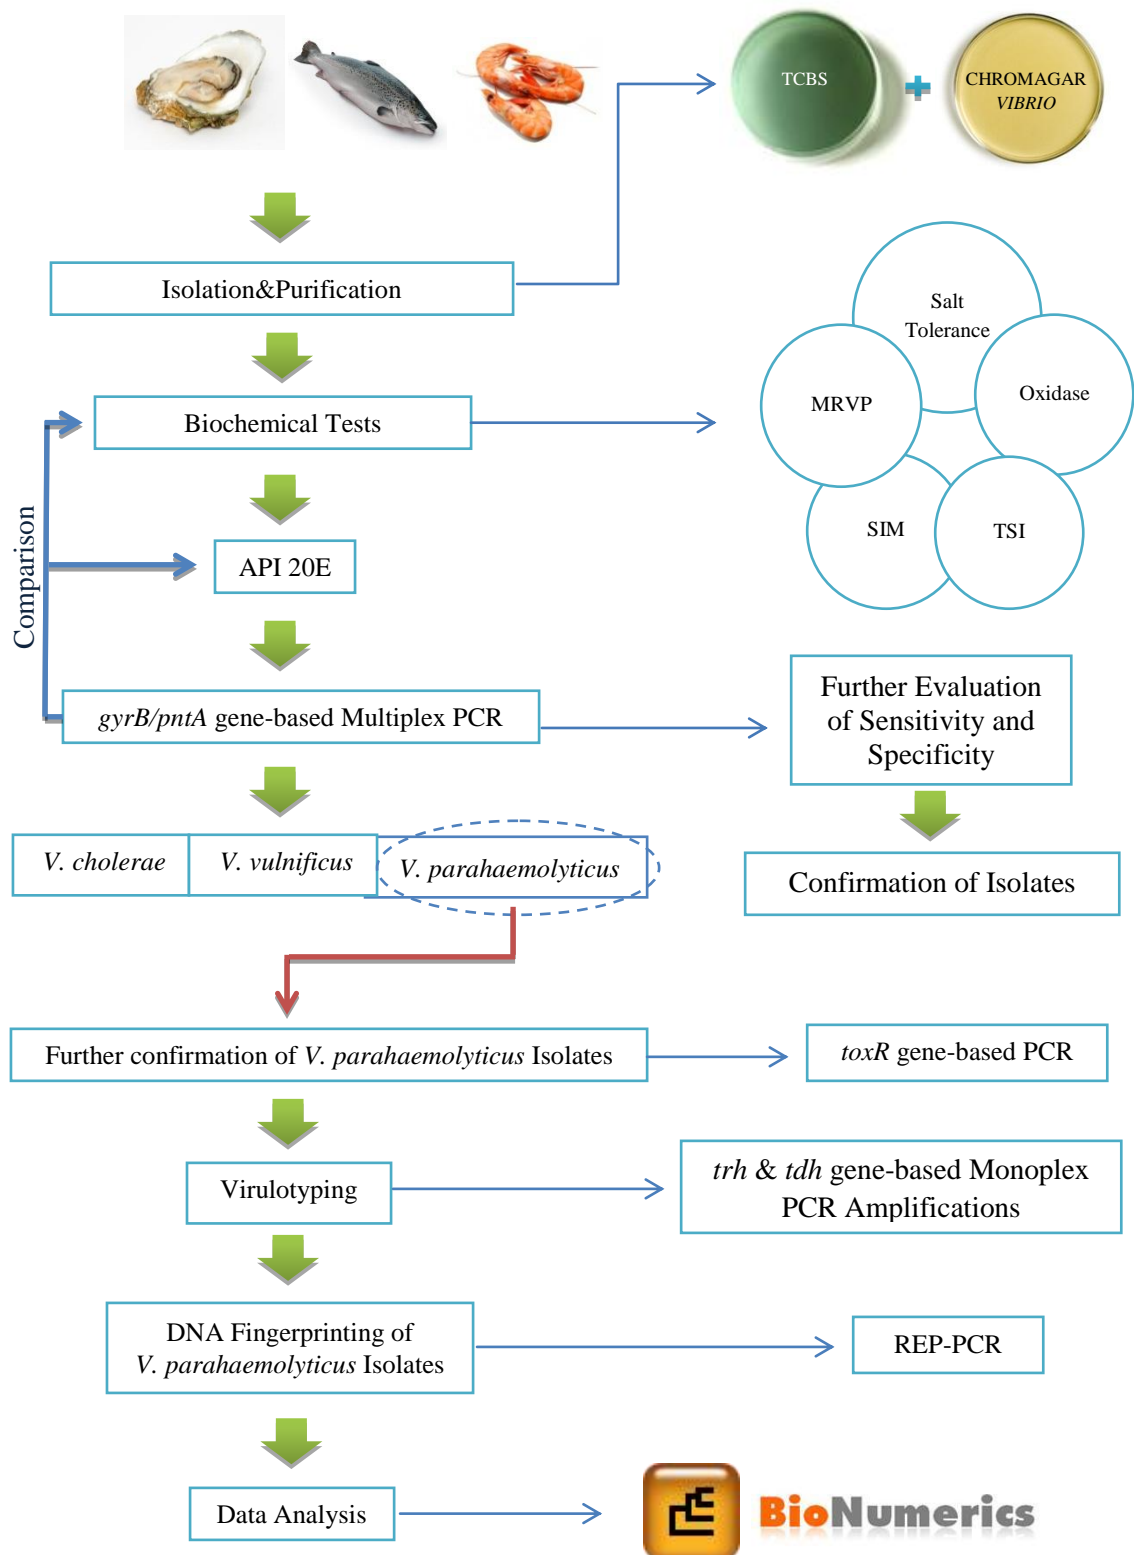 TCBS
CHROMAGAR
VIBRIO
Isolation&Purification
Salt
Tolerance
MRVP
Oxidase
Biochemical Tests
SIM
TSI
API 20E
Comparison
gyrB/pntA gene-based Multiplex PCR
Further Evaluation
of Sensitivity and
Specificity
V. cholerae
V. vulnificus
V. parahaemolyticus
Confirmation of Isolates
Further confirmation of V. parahaemolyticus Isolates
toxR gene-based PCR
Virulotyping
trh & tdh gene-based Monoplex
PCR Amplifications
DNA Fingerprinting of
V. parahaemolyticus Isolates
REP-PCR
Data Analysis
BioNumerics